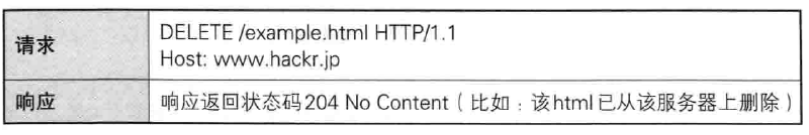 请求
DELETE /example.html HTTP/1.1
Host: www.hackr.jp
响应
响应返回状态码204 No Content（比如：该html已从该服务器上删除）